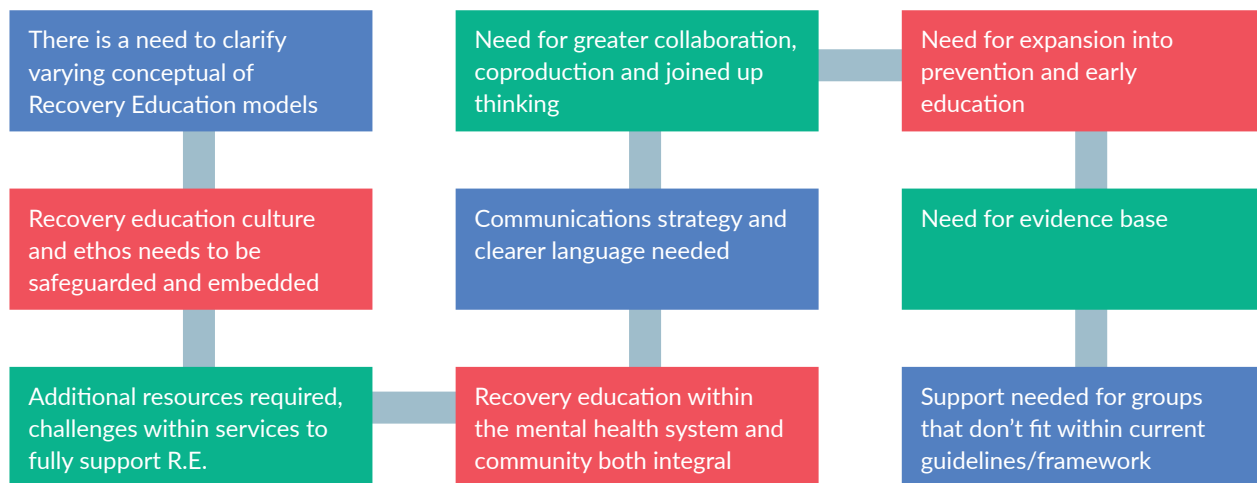 There is a need to clarify
varying conceptual of
Recovery Education models
Recovery education culture
and ethos needs to be
safeguarded and embedded
Additional resources required,
challenges within services to
fully support R.E.
Recovery education within
the mental health system and
community both integral
Communications strategy and
clearer language needed
Need for greater collaboration,
coproduction and joined up
thinking
Need for expansion into
prevention and early
education
Need for evidence base
Support needed for groups
that don’t fit within current
guidelines/framework